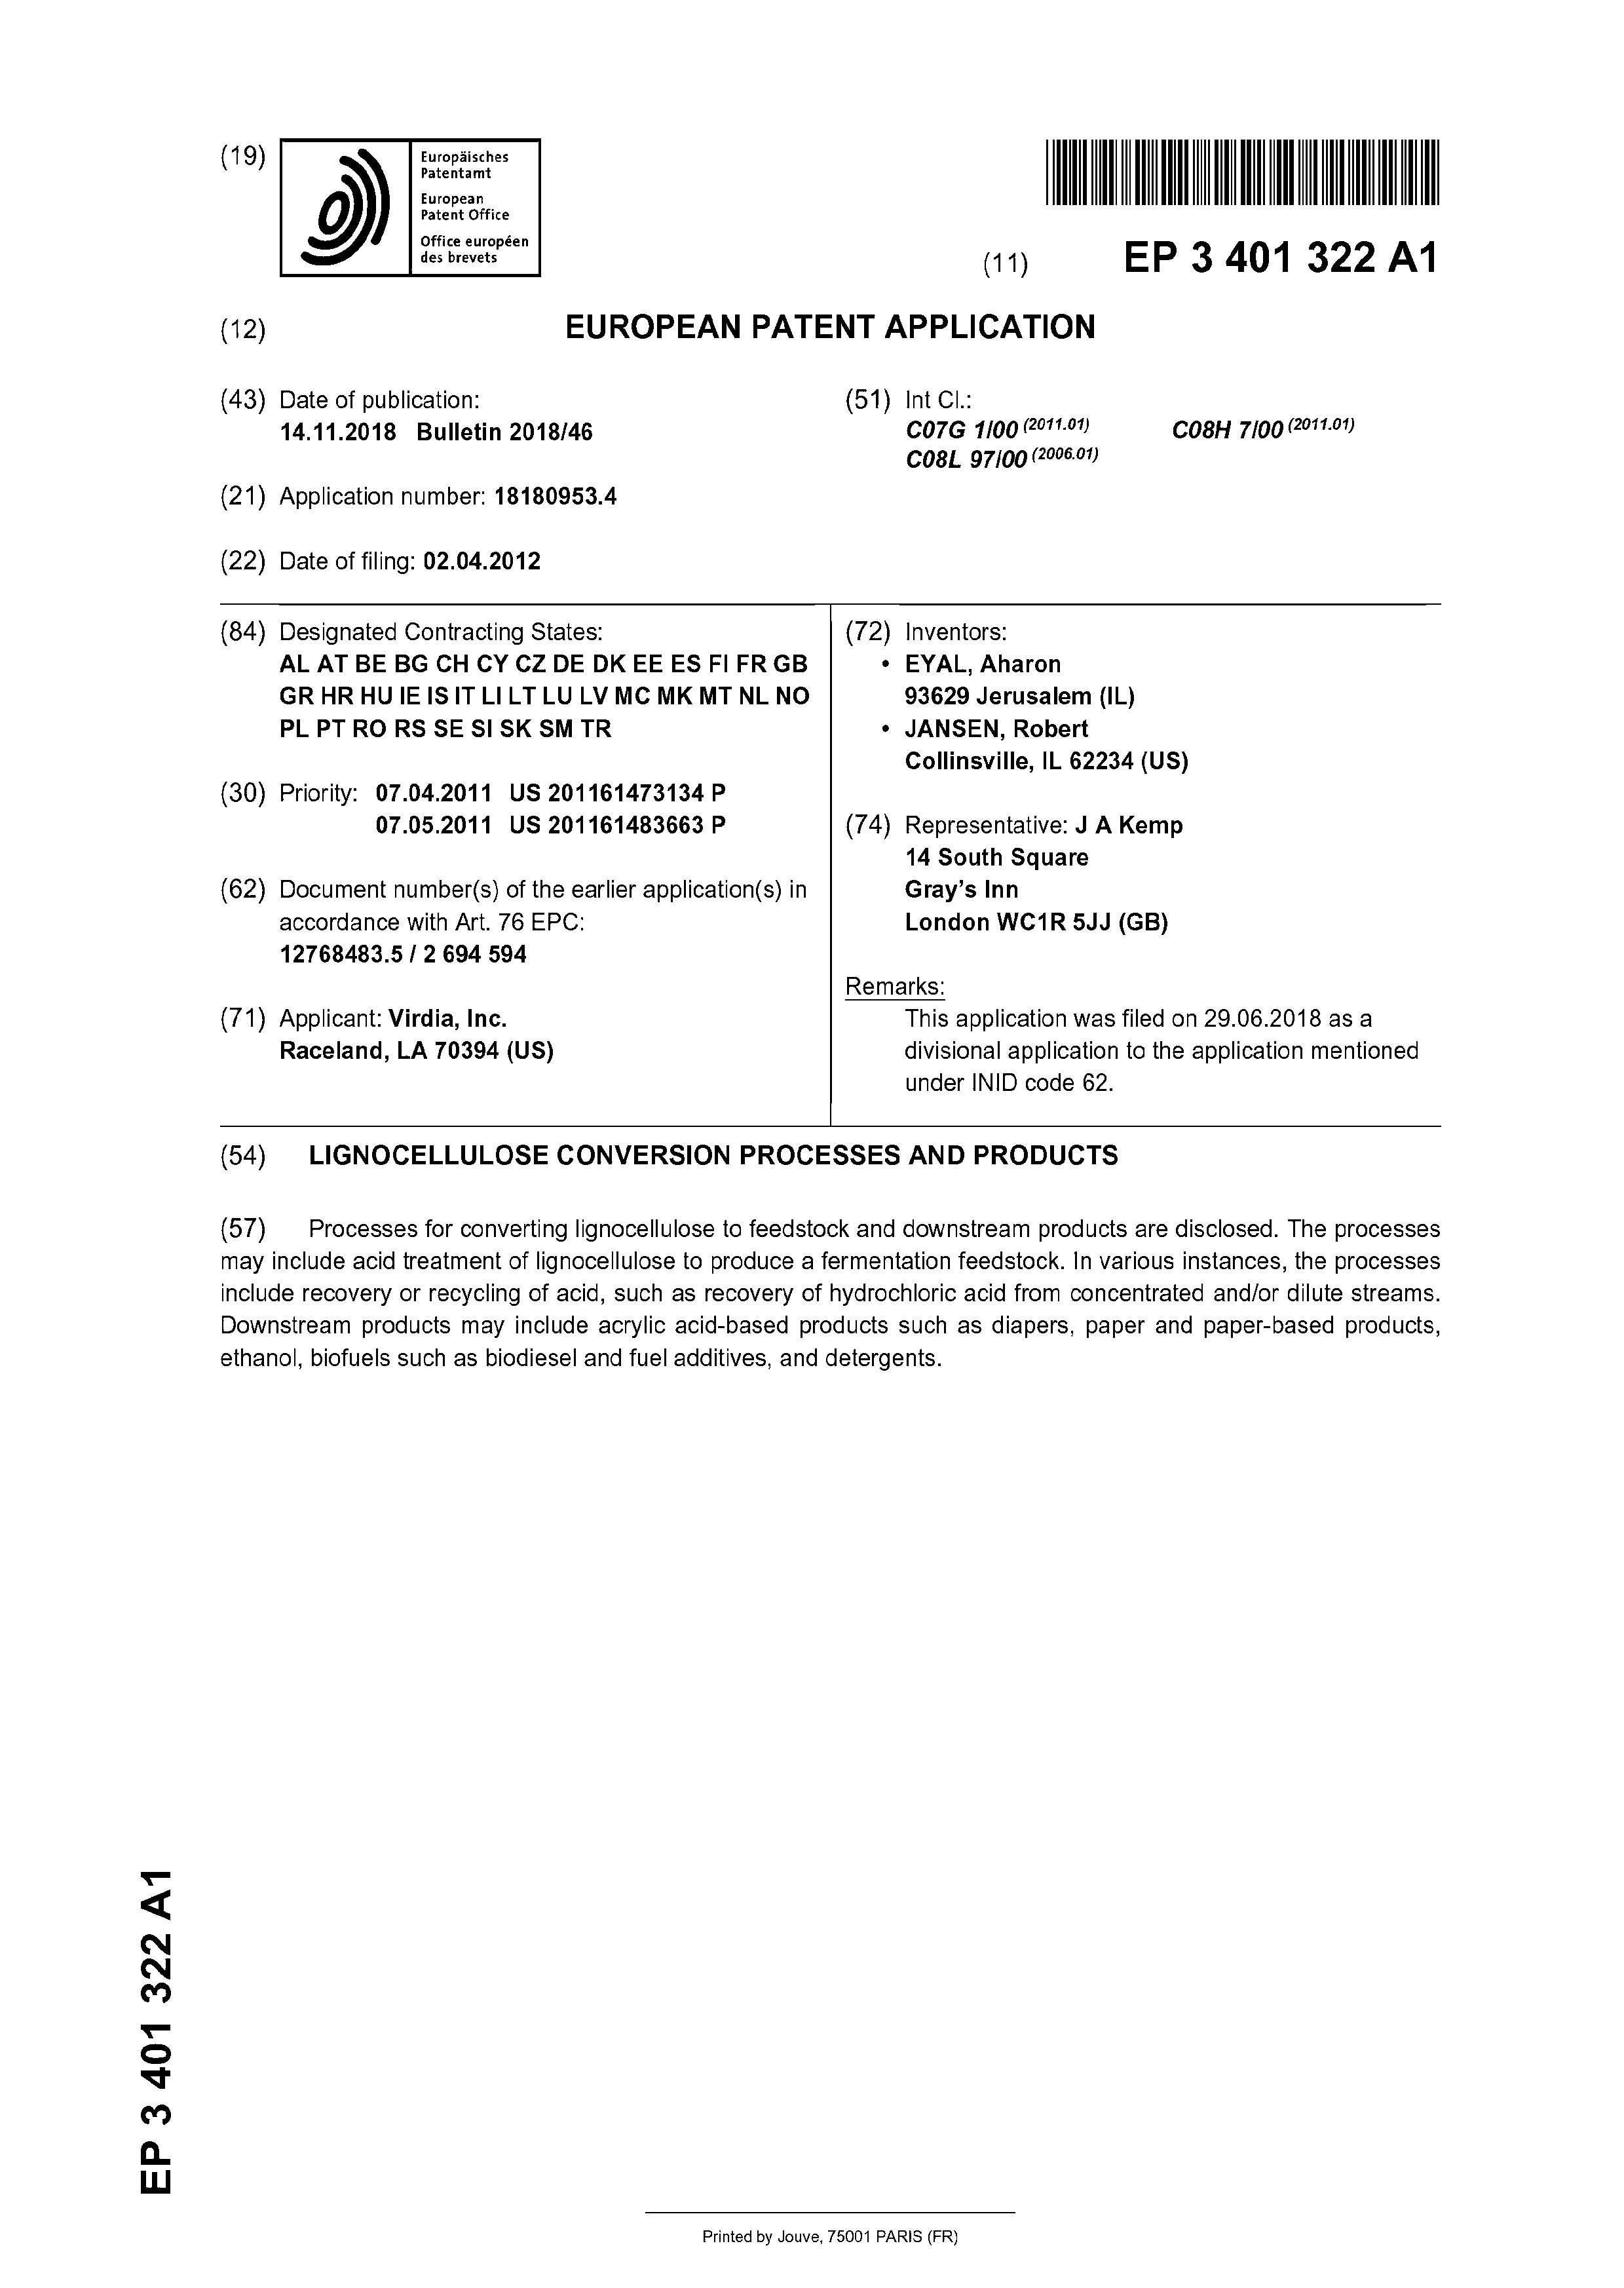 (19)
Europäisches
Patentamt
European
Patent Office
Office européen
des brevets
(11) EP 3 401 322 A1
(12) EUROPEAN PATENT APPLICATION
(43) Date of publication:
14.11.2018 Bulletin 2018/46
(21) Application number: 18180953.4
(22) Date of filing: 02.04.2012
(51) Int Cl.:
C07G 1/00 (2011.01) C08H 7/00 (2011.01)
C08L 97/00 (2006.01)
(84) Designated Contracting States:
AL AT BE BG CH CY CZ DE DK EE ES FI FR GB
GR HR HU IE IS IT LI LT LU LV MC MK MT NL NO
PL PT RO RS SE SI SK SM TR
(30) Priority: 07.04.2011 US 201161473134 P
07.05.2011 US 201161483663 P
(62) Document number(s) of the earlier application(s) in
accordance with Art. 76 EPC:
12768483.5 / 2 694 594
(71) Applicant: Virdia, Inc.
Raceland, LA 70394 (US)
(72) Inventors:
• EYAL, Aharon
93629 Jerusalem (IL)
• JANSEN, Robert
Collinsville, IL 62234 (US)
(74) Representative: J A Kemp
14 South Square
Gray's Inn
London WC1R 5JJ (GB)
Remarks:
This application was filed on 29.06.2018 as a
divisional application to the application mentioned
under INID code 62.
(54) LIGNOCELLULOSE CONVERSION PROCESSES AND PRODUCTS
(57) Processes for converting lignocellulose to feedstock and downstream products are disclosed. The processes
may include acid treatment of lignocellulose to produce a fermentation feedstock. In various instances, the processes
include recovery or recycling of acid, such as recovery of hydrochloric acid from concentrated and/or dilute streams.
Downstream products may include acrylic acid-based products such as diapers, paper and paper-based products,
ethanol, biofuels such as biodiesel and fuel additives, and detergents.
EP 3 401 322 A1
Printed by Jouve, 75001 PARIS (FR)